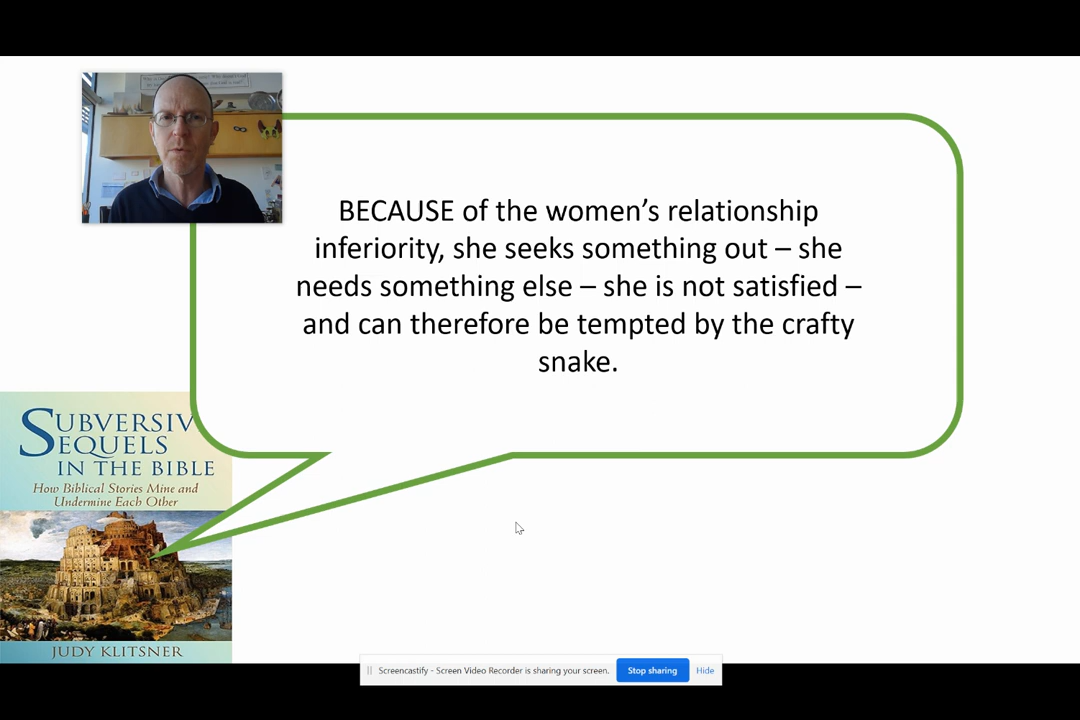 BECAUSE of the women’s relationship
inferiority, she seeks something out – she
needs something else – she is not satisfied –
and can therefore be tempted by the crafty
snake.
SUBVERSIV
SEQUELS
IN THE BIBLE
How Biblical Stories Mine and
Undermine Each Other
JUDY KLITSNER
Screencastify - Screen Video Recorder is sharing your screen.
Stop sharing
Hide